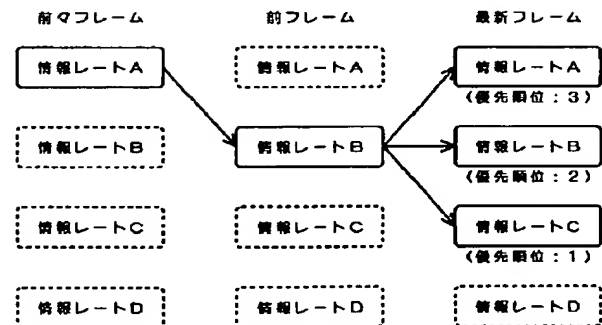 前々フレーム 前フレーム 最新フレーム
情報レートA 情報レートA 情報レートA
(優先順位：3)
情報レートB 情報レートB 情報レートB
(優先順位：2)
情報レートC 情報レートC 情報レートC
(優先順位：1)
情報レートD 情報レートD 情報レートD